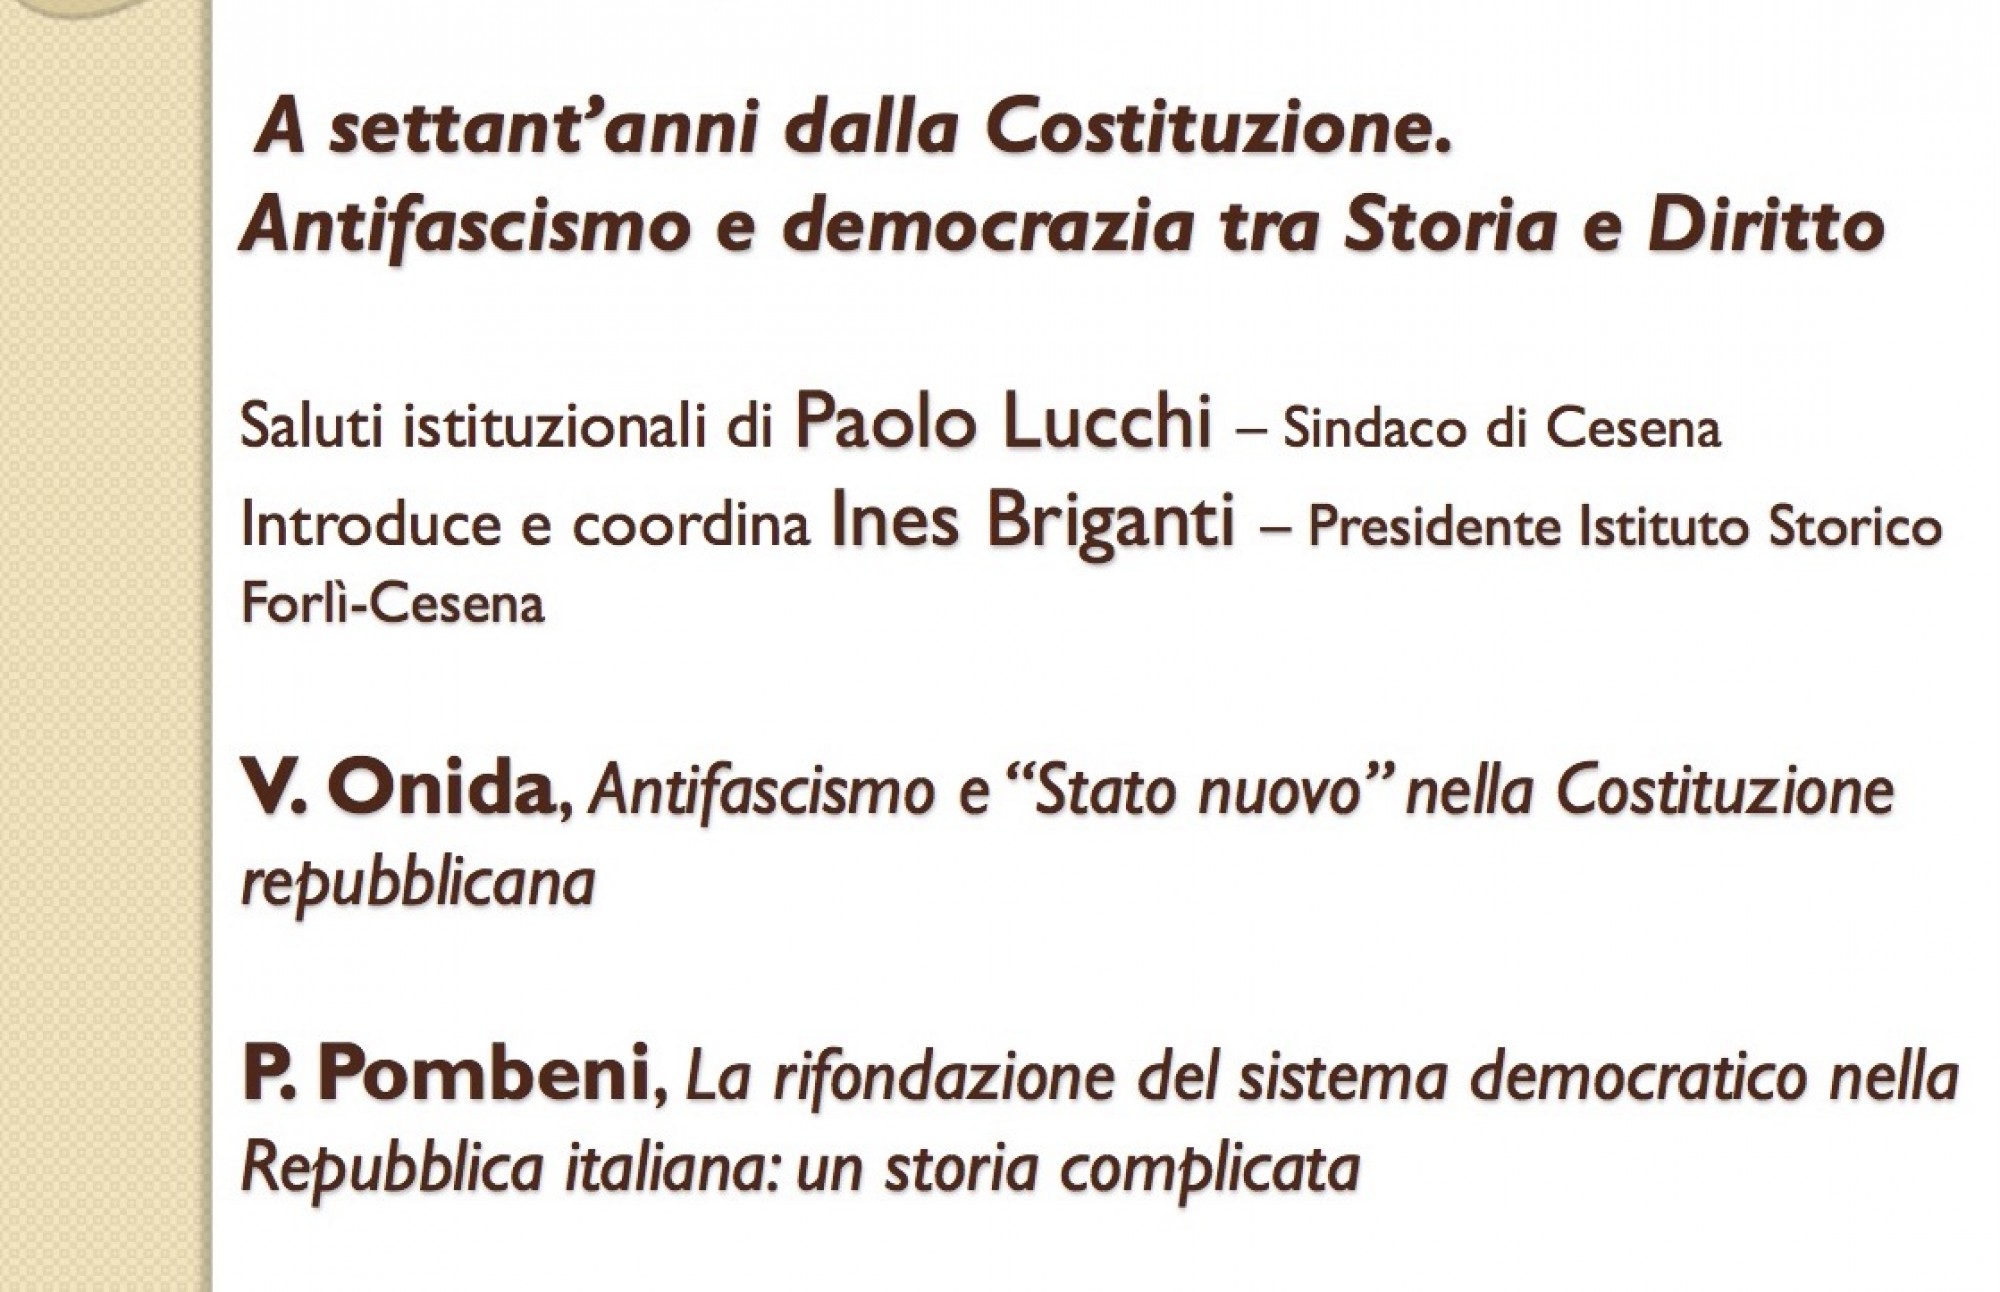 A settant’anni dalla Costituzione.
Antifascismo e democrazia tra Storia e Diritto
Saluti istituzionali di Paolo Lucchi – Sindaco di Cesena
Introduce e coordina Ines Briganti – Presidente Istituto Storico
Forlì-Cesena
V. Onida, Antifascismo e “Stato nuovo” nella Costituzione
repubblicana
P. Pombeni, La rifondazione del sistema democratico nella
Repubblica italiana: un storia complicata